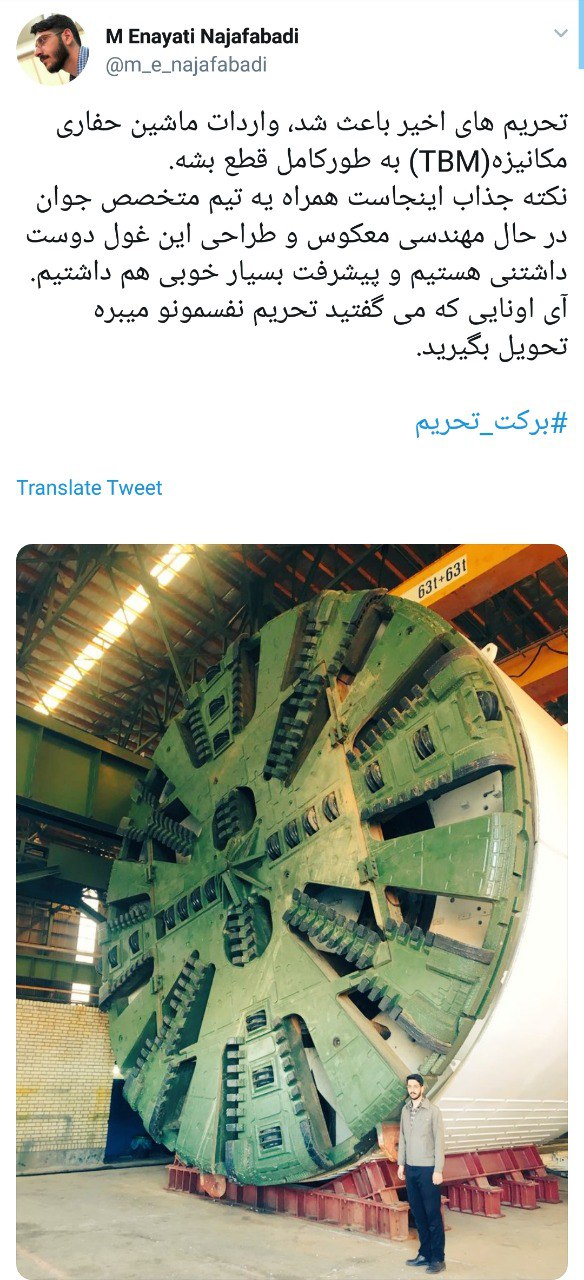 M Enayati Najafabadi
@m_e_najafabadi
تحریم های اخیر باعث شد، واردات ماشین حفاری
مکانیزه(TBM) به طورکامل قطع بشه.
نکته جذاب اینجاست همراه یه تیم متخصص جوان
در حال مهندسی معکوس و طراحی این غول دوست
داشتنی هستیم و پیشرفت بسیار خوبی هم داشتیم.
آی اونایی که می گفتید تحریم نفسمونو میبره
تحویل بگیرید.
#برکت_تحریم
Translate Tweet
63t+63t